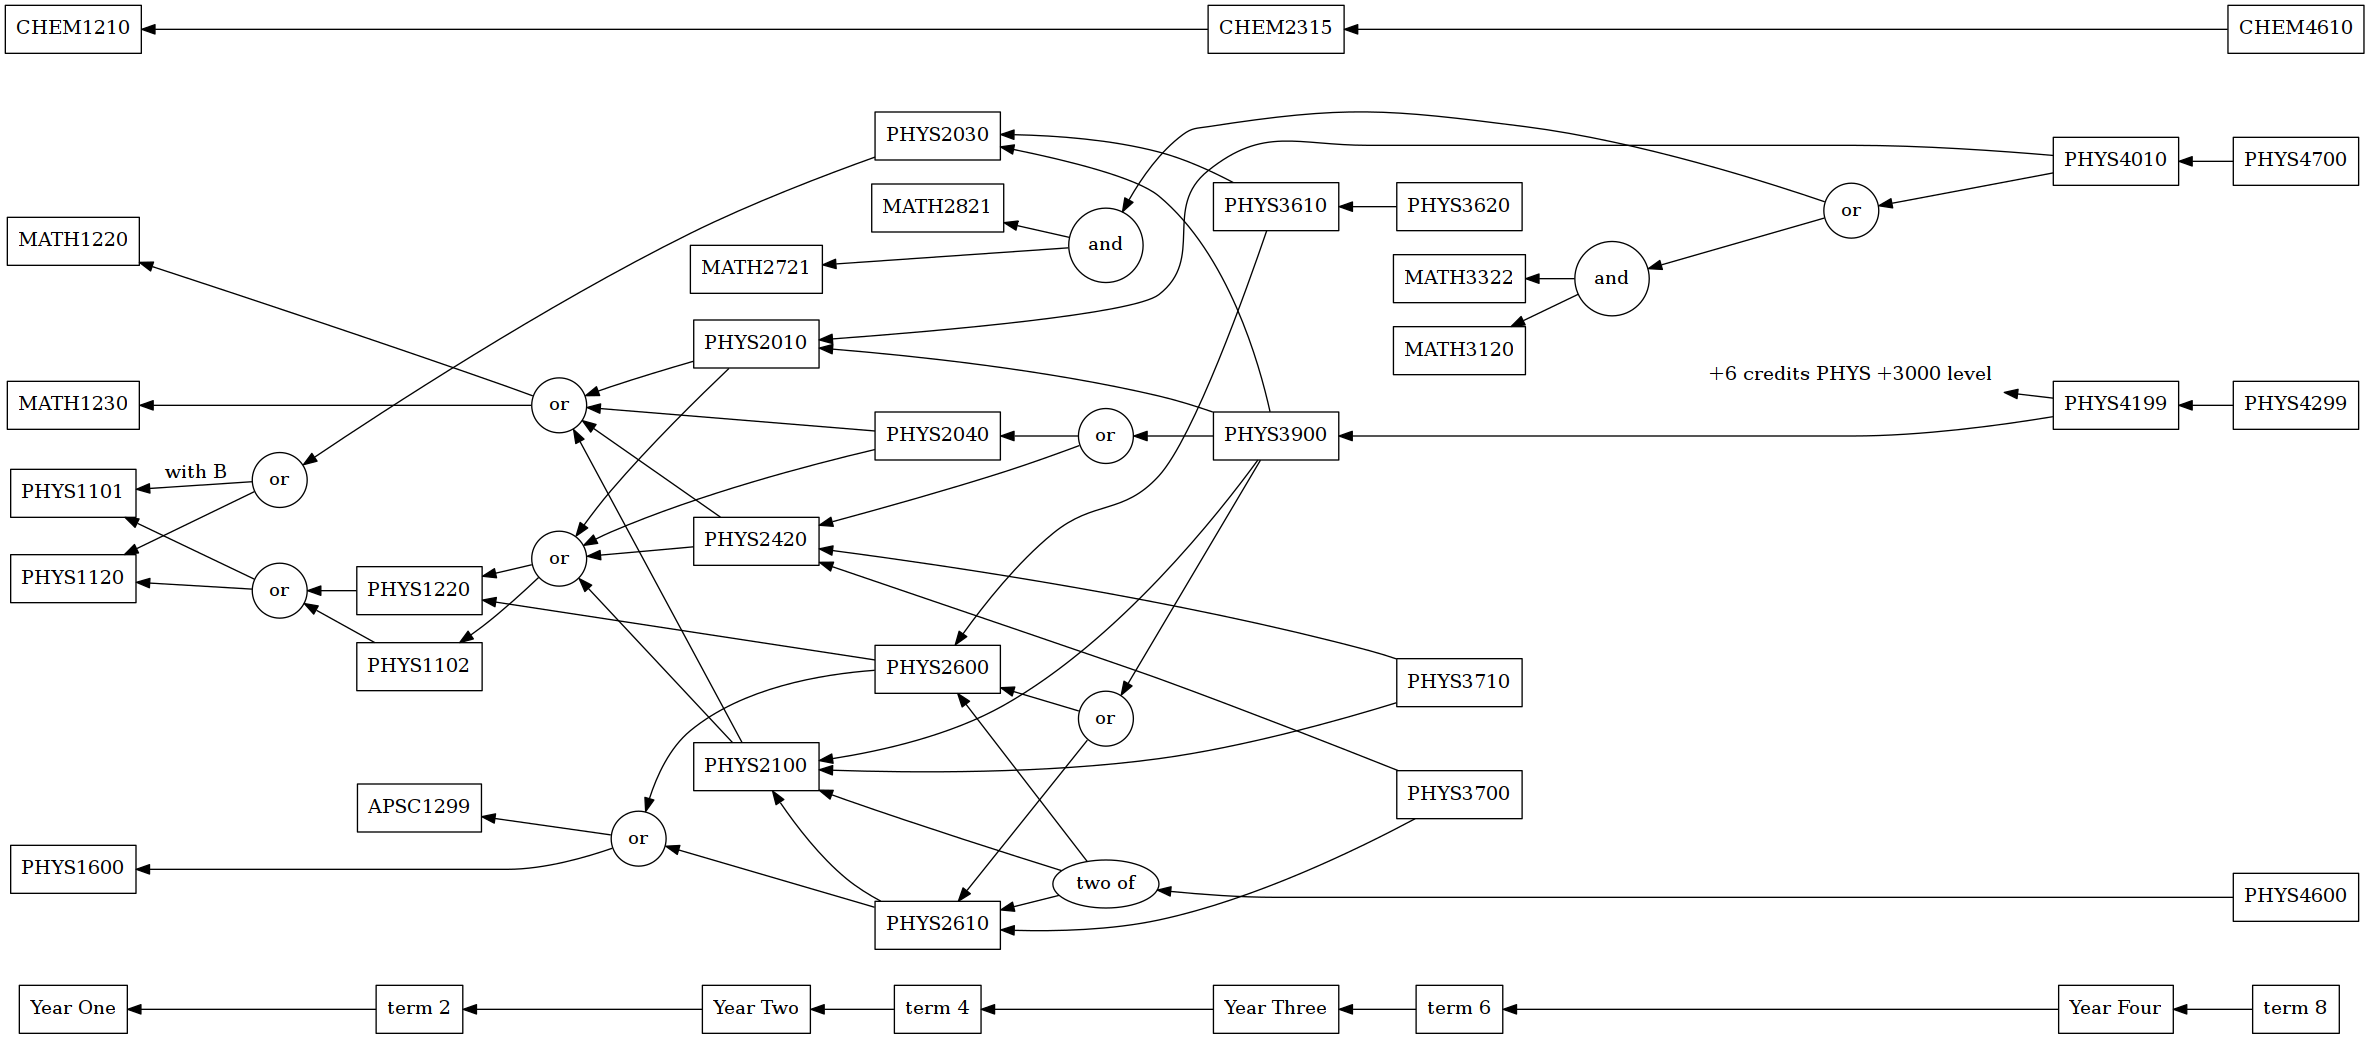 CHEM1210
CHEM2315
CHEM4610
PHYS2030
PHYS4010
PHYS4700
MATH2821
PHYS3610
PHYS3620
or
MATH1220
and
MATH2721
MATH3322
and
PHYS2010
MATH3120
+6 credits PHYS +3000 level
MATH1230
or
PHYS4199
PHYS4299
PHYS2040
or
PHYS3900
with B
PHYS1101
or
PHYS2420
or
PHYS1120
or
PHYS1220
PHYS1102
PHYS2600
PHYS3710
or
PHYS2100
PHYS3700
APSC1299
or
PHYS1600
two of
PHYS4600
PHYS2610
Year One
term 2
Year Two
term 4
Year Three
term 6
Year Four
term 8